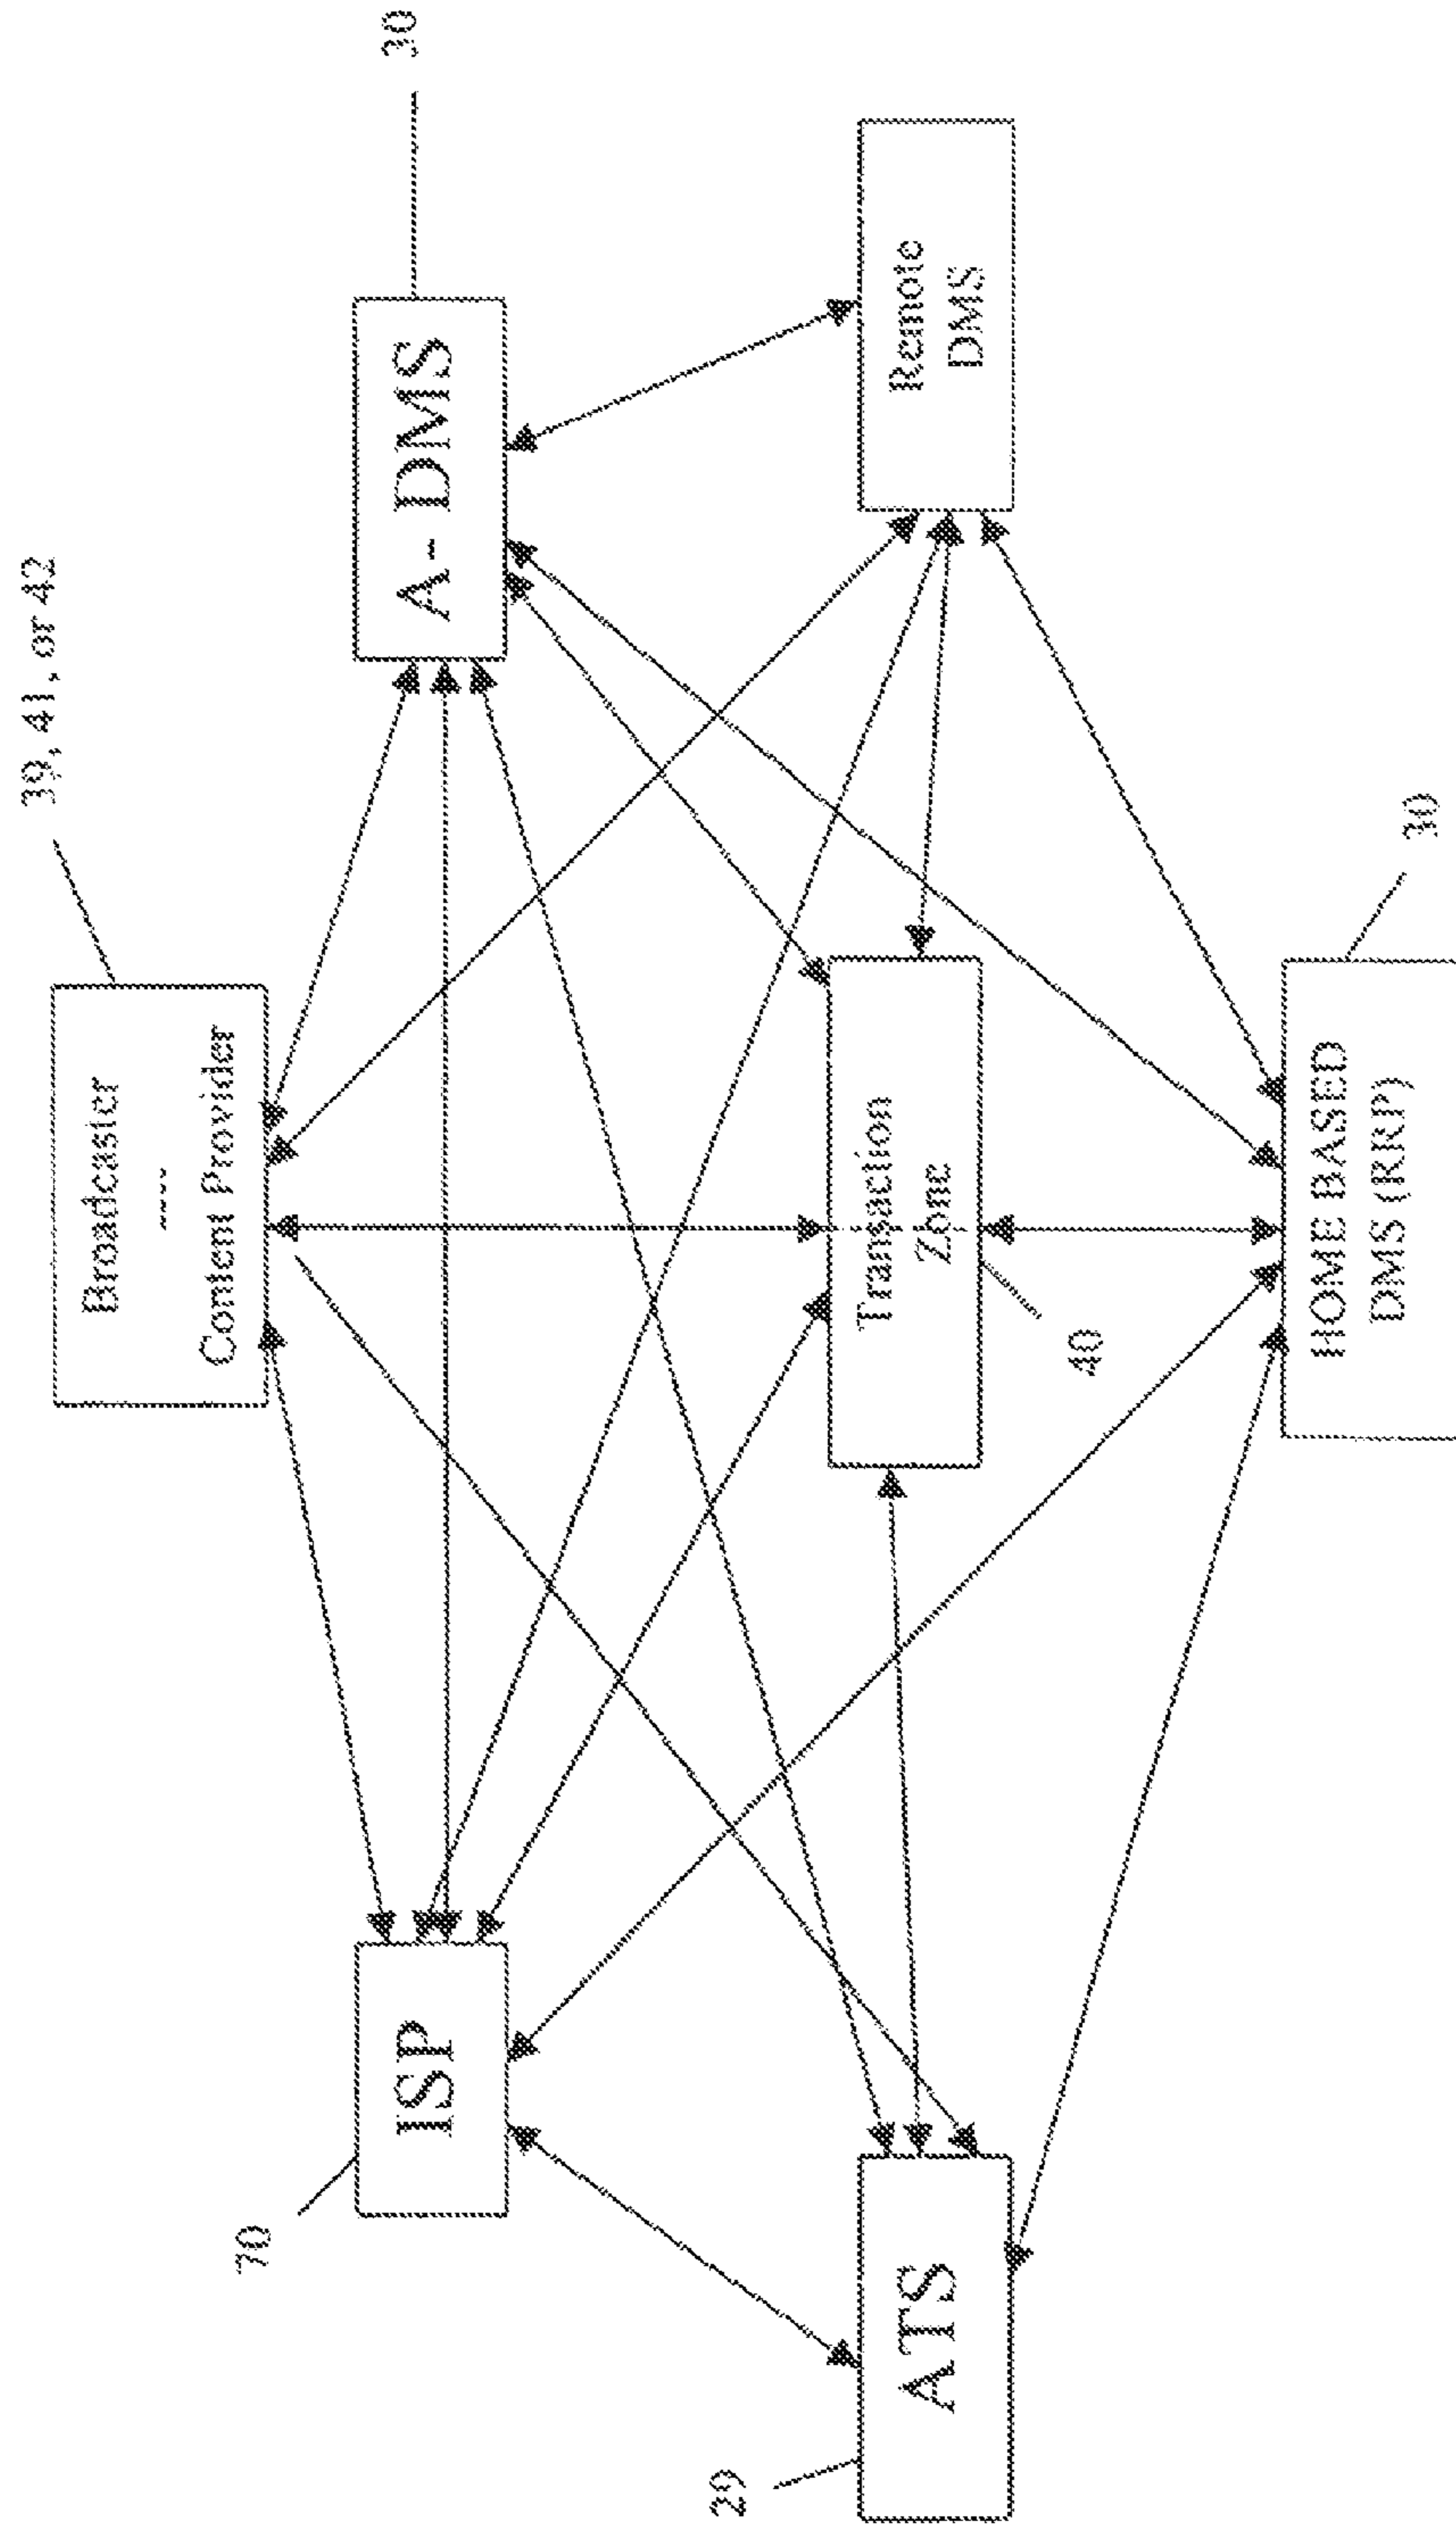 39, 41, or 42
Broadcaster
----
Content Provider
70
ISP
A- DMS
30
29
ATS
Transaction
Zone
40
Remote
DMS
HOME BASED
DMS (RRP)
30